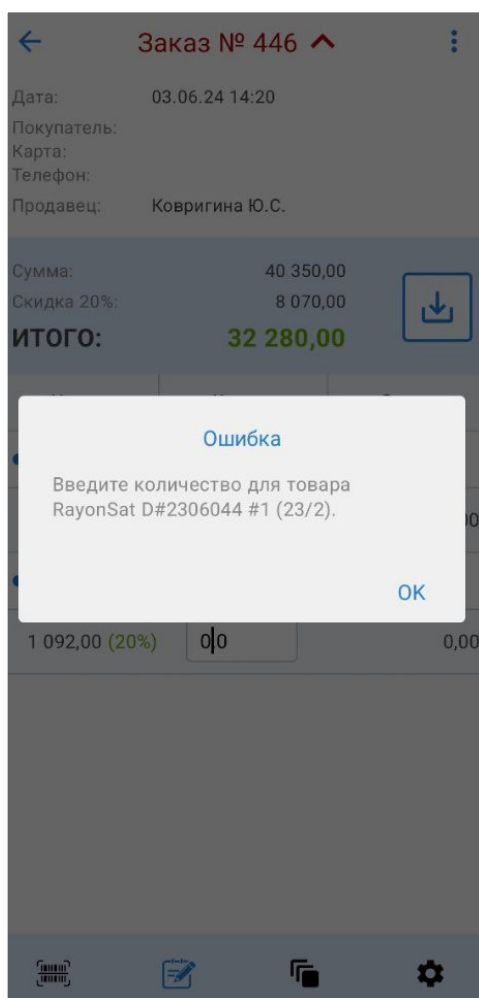 Заказ № 446
Дата: 03.06.24 14:20
Покупатель:
Карта:
Телефон:
Продавец: Ковригина Ю.С.
Сумма: 40 350,00
Скидка 20%: 8 070,00
ИТОГО: 32 280,00
Ошибка
Введите количество для товара
RayonSat D#2306044 #1 (23/2).
OK
1 092,00 (20%) 0,0 0,00